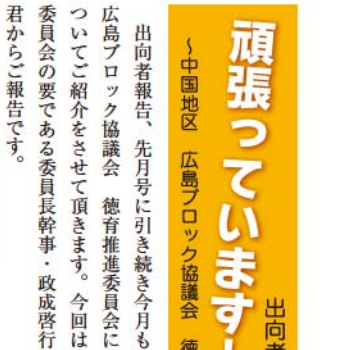 出向者
頑張っています!
～中国地区 広島ブロック協議会 徳
出向者報告、先月号に引き続き今月も
広島ブロック協議会 徳育推進委員会に
ついてご紹介をさせて頂きます。今回は
委員会の要である委員長幹事・政成啓行
君からご報告です。